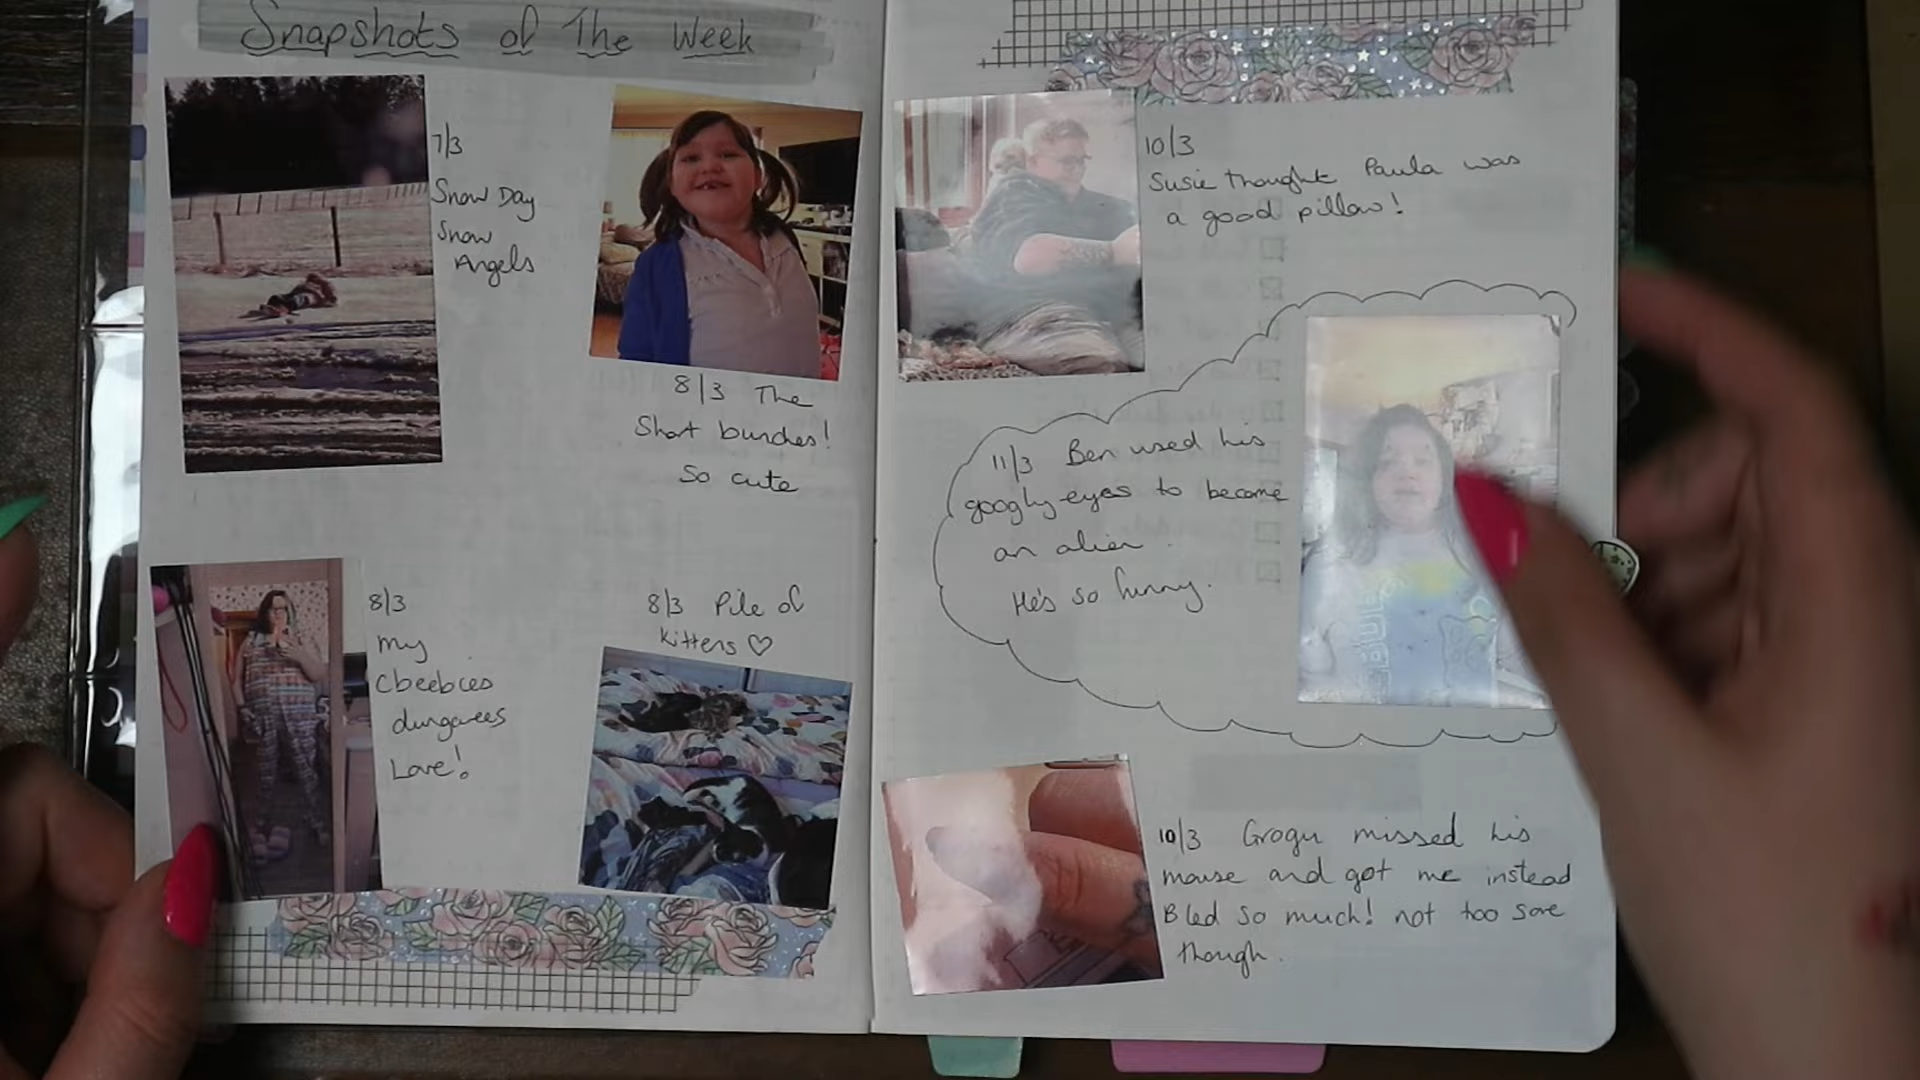 Snapshots of The Week
7/3
Snow Day
Snow
Angels
8/3 The
Short bunches!
So cute
8/3
my
Cbeebies
dungarees
Love!
8/3 Pile of
Kittens ♡
10/3
Susie thought Paula was
a good pillow!
11/3 Ben used his
googly eyes to become
an alien.
He's so funny.
10/3 Grogu missed his
mouse and got me instead
Bled so much! not too sore
though.